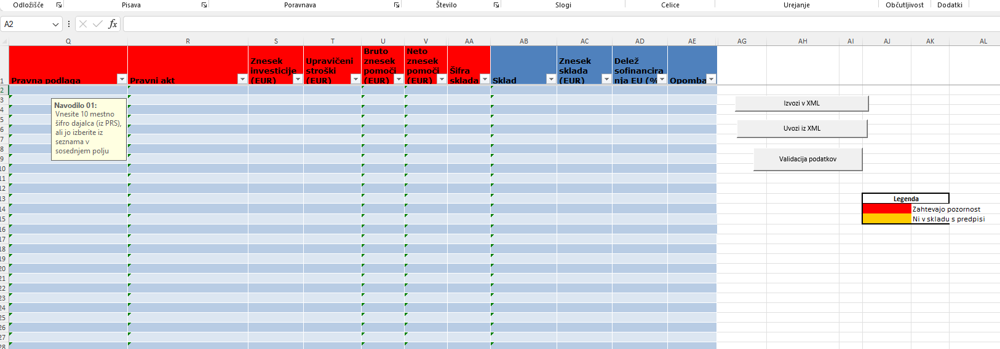 Odložišče Pisava Poravnava Število Slogi Celice Urejanje Občutljivost Dodatki
A2 fx
Q R S T U V AA AB AC AD AE AG AH AI AJ AK AL
1
Pravna podlaga
Pravni akt
Znesek
investicije
(EUR)
Upravičeni
stroški
(EUR)
Bruto
znesek
pomoči
(EUR)
Neto
znesek
pomoči
(EUR)
Šifra
sklada
Sklad
Znesek
sklada
(EUR)
Delež
sofinancira
nja EU (%
Opomba
2
3
4
5
6
7
8
9
10
11
12
13
14
15
16
17
18
19
20
21
22
23
24
25
26
27
28
Navodilo 01:
Vnesite 10 mestno
šifro dajalca (iz PRS),
ali jo izberite iz
seznama v
sosednjem polju
Izvozi v XML
Uvozi iz XML
Validacija podatkov
Legenda
Zahtevajo pozornost
Ni v skladu s predpisi